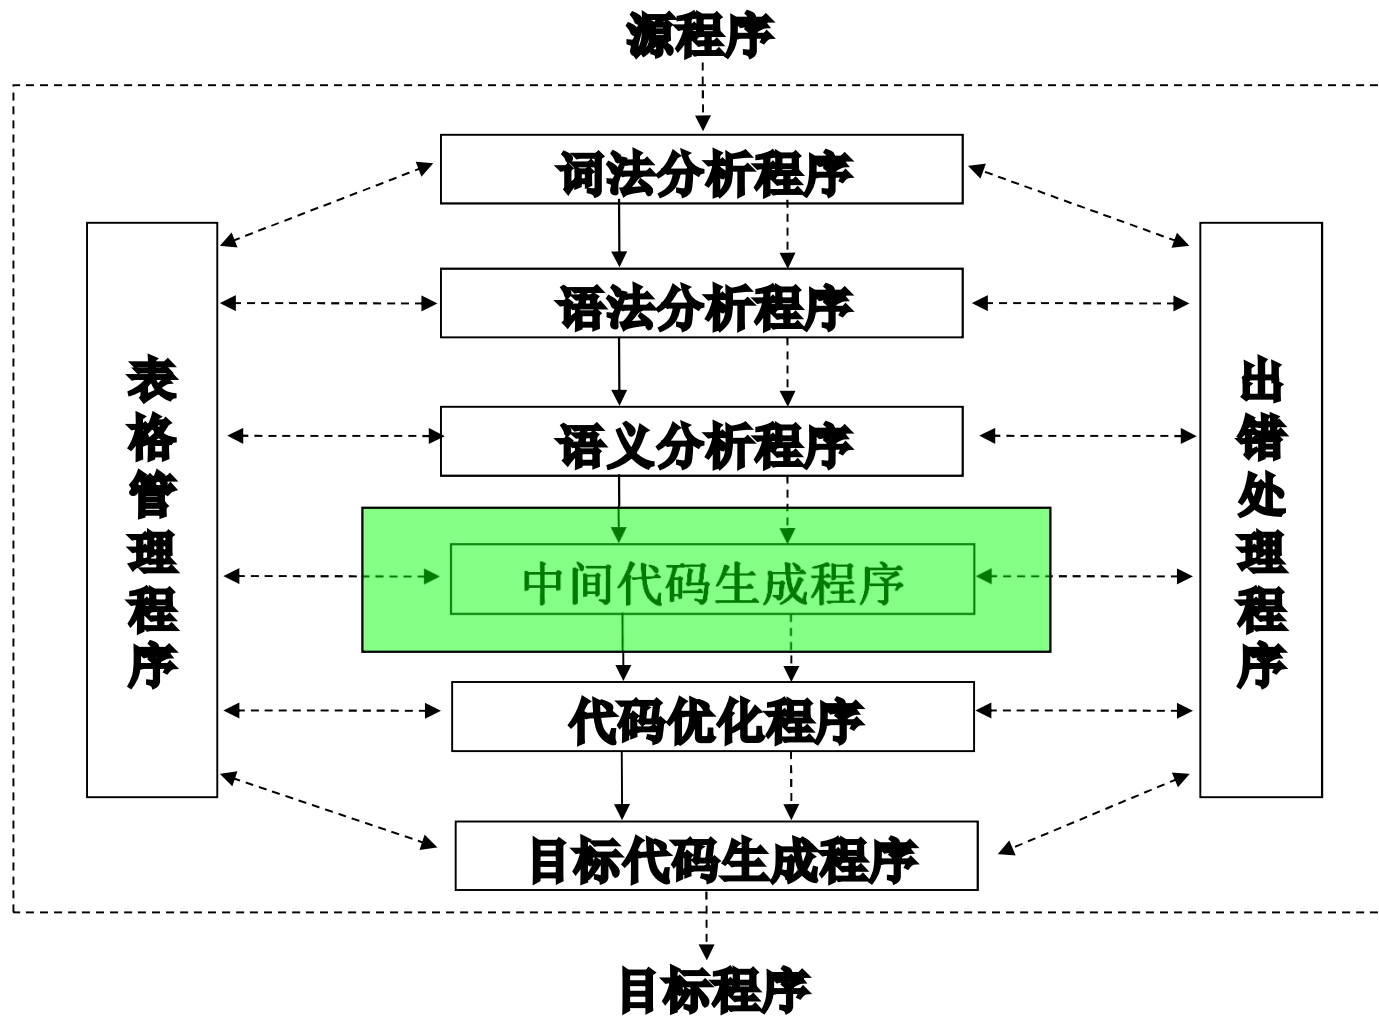 源程序
词法分析程序
语法分析程序
语义分析程序
中间代码生成程序
代码优化程序
目标代码生成程序
表格管理程序
出错处理程序
目标程序